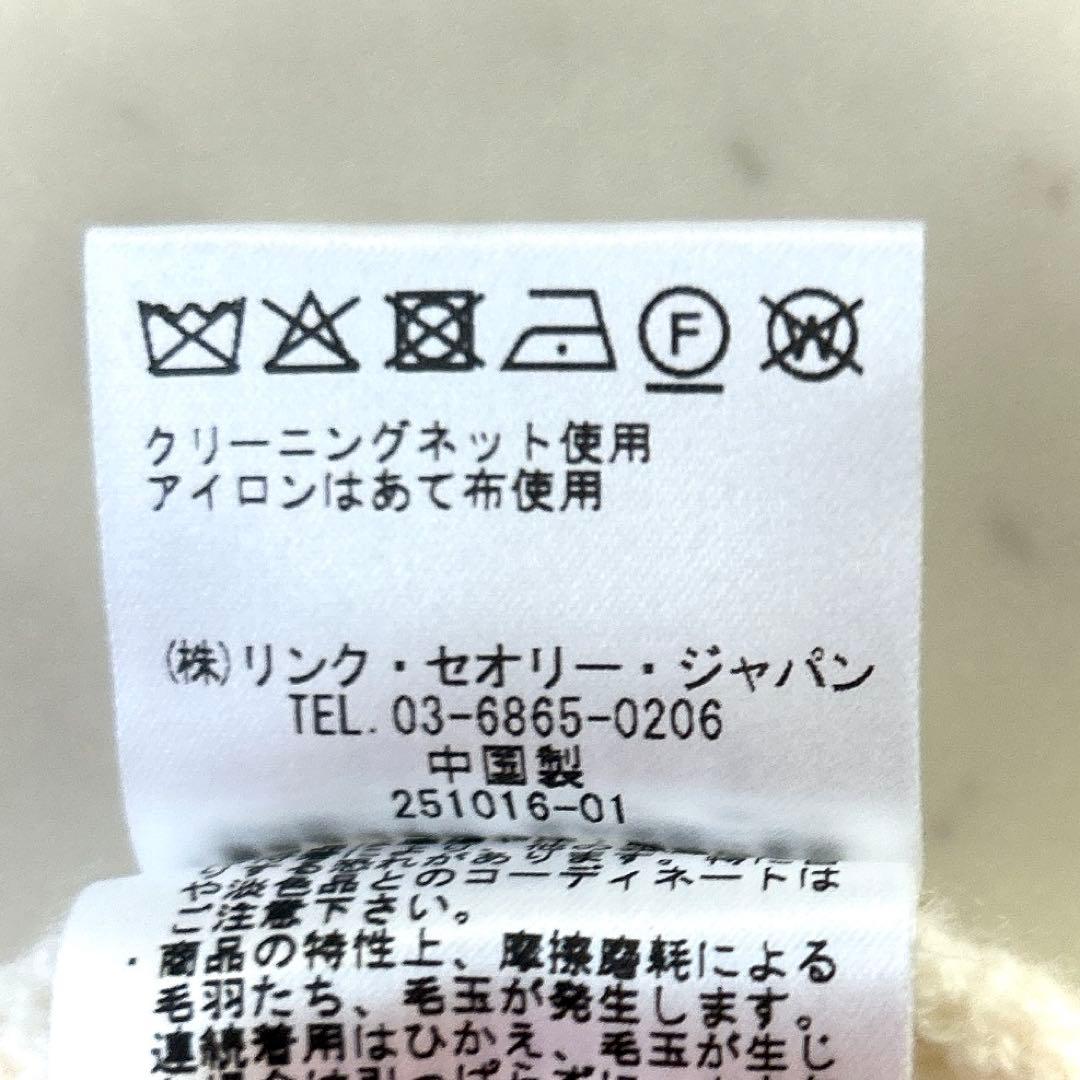 F
W
クリーニングネット使用
アイロンはあて布使用
(株)リンク・セオリー・ジャパン
TEL. 03-6865-0206
中国製
251016-01
や淡色品とのコーディネートは
ご注意下さい。
・商品の特性上、摩擦磨耗による
毛羽たち、毛玉が発生します。
連続着用はひかえ、毛玉が生じ